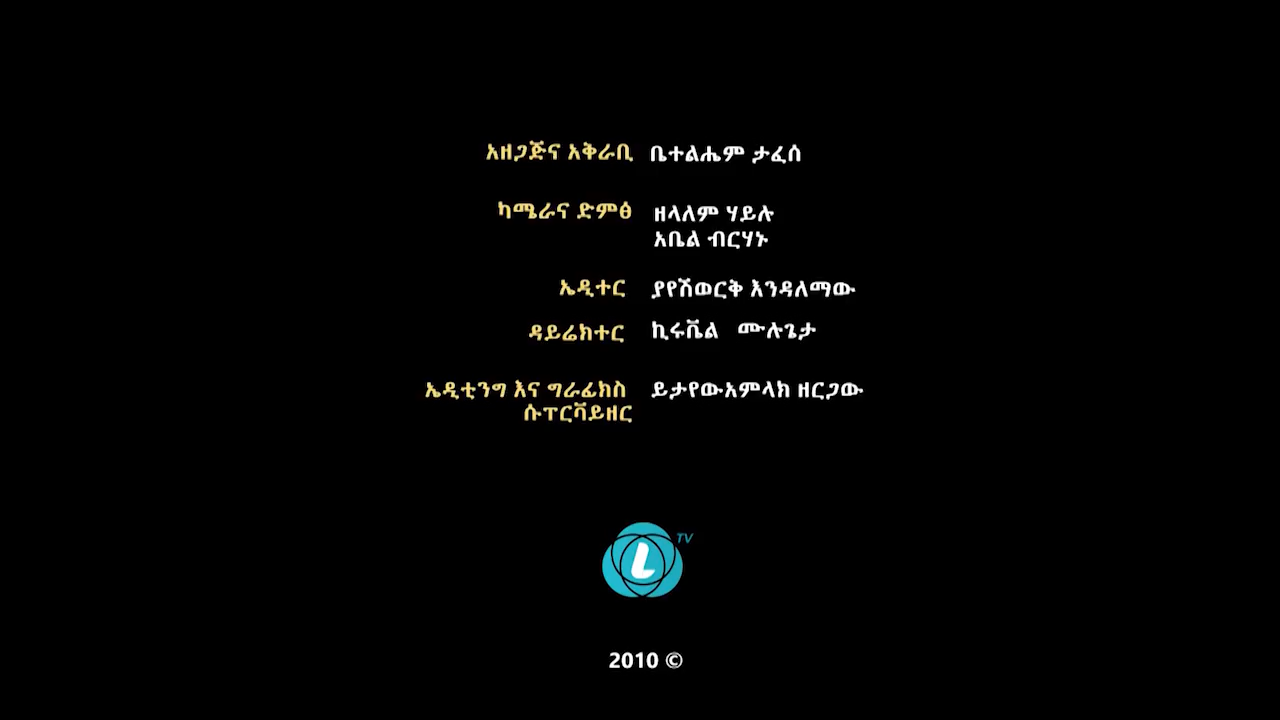 አዘጋጅና አቅራቢ ቤተልሔም ታፈሰ
ካሜራና ድምፅ ዘላለም ሃይሉ
አቤል ብርሃኑ
ኤዲተር ያየሽወርቅ እንዳለማው
ዳይሬክተር ኪሩቤል ሙሉጌታ
ኤዲቲንግ እና ግራፊክስ ይታየውአምላክ ዘርጋው
ሱፐርቫይዘር
L TV
2010 ©